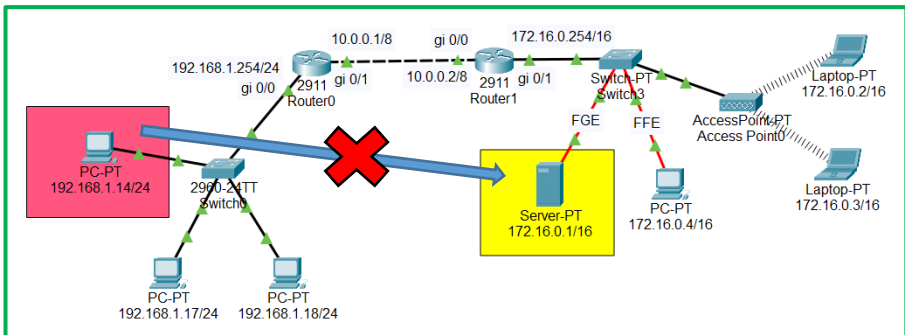 10.0.0.1/8
gi 0/0
172.16.0.254/16
192.168.1.254/24
gi 0/0
gi 0/1
2911
Router0
10.0.0.2/8
2911
Router1
gi 0/1
Switch-PT
Switch3
Laptop-PT
172.16.0.2/16
AccessPoint-PT
Access Point0
FGE
FFE
PC-PT
192.168.1.14/24
2960-24TT
Switch0
Server-PT
172.16.0.1/16
PC-PT
172.16.0.4/16
Laptop-PT
172.16.0.3/16
PC-PT
192.168.1.17/24
PC-PT
192.168.1.18/24